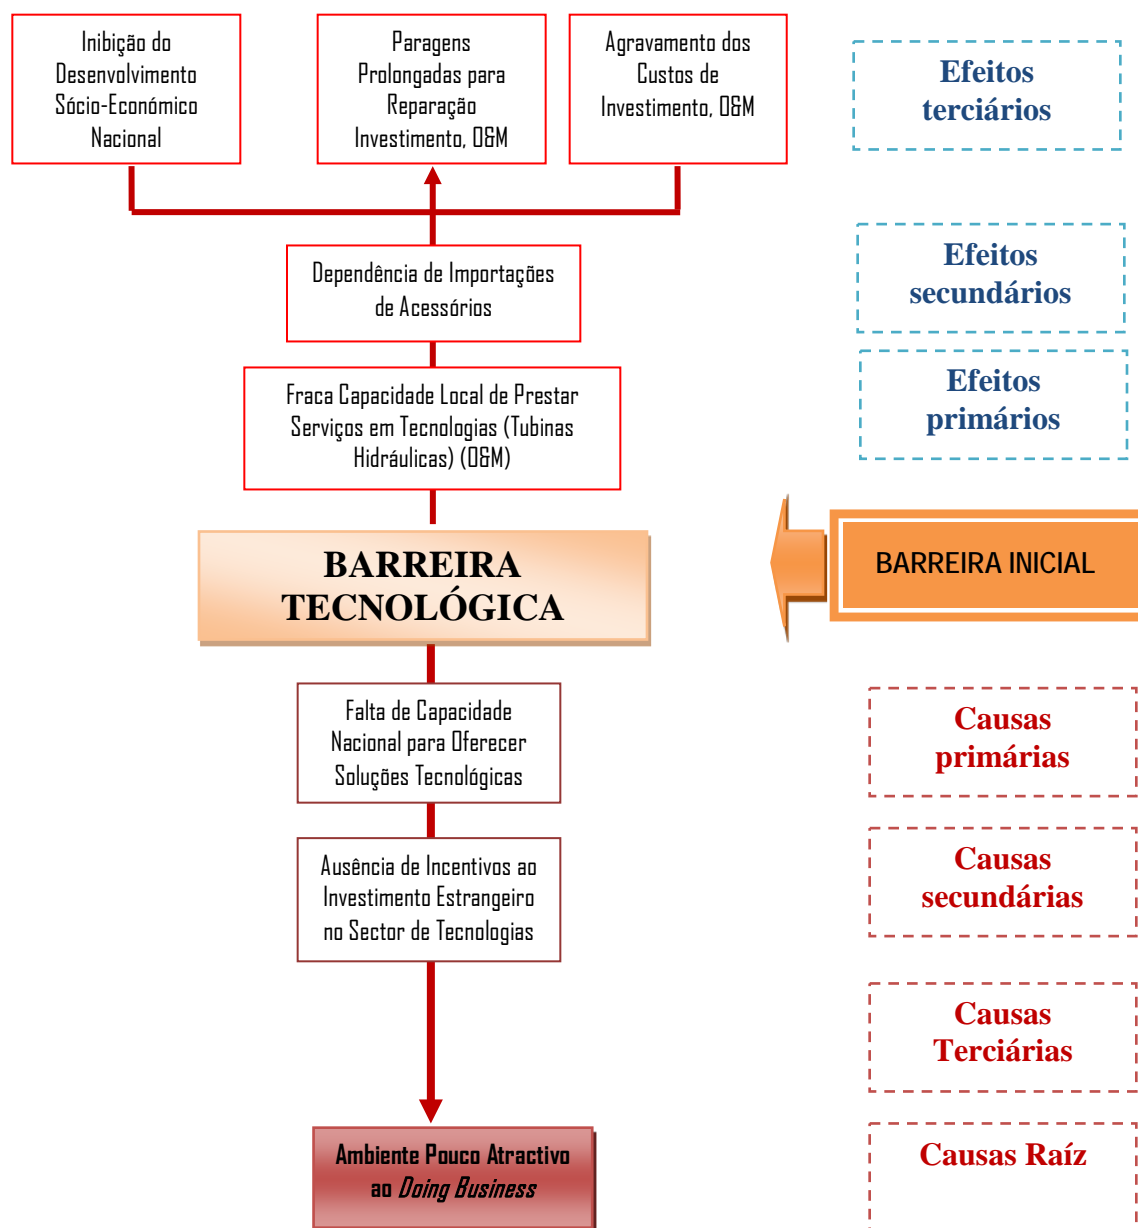 Inibição do
Desenvolvimento
Sócio-Económico
Nacional
Paragens
Prolongadas para
Reparação
Investimento, O&M
Agravamento dos
Custos de
Investimento, O&M
Efeitos
terciários
Dependência de Importações
de Acessórios
Efeitos
secundários
Fraca Capacidade Local de Prestar
Serviços em Tecnologias (Tubinas
Hidráulicas) (O&M)
Efeitos
primários
BARREIRA
TECNOLÓGICA
BARREIRA INICIAL
Falta de Capacidade
Nacional para Oferecer
Soluções Tecnológicas
Causas
primárias
Ausência de Incentivos ao
Investimento Estrangeiro
no Sector de Tecnologias
Causas
secundárias
Causas
Terciárias
Ambiente Pouco Atractivo
ao Doing Business
Causas Raíz